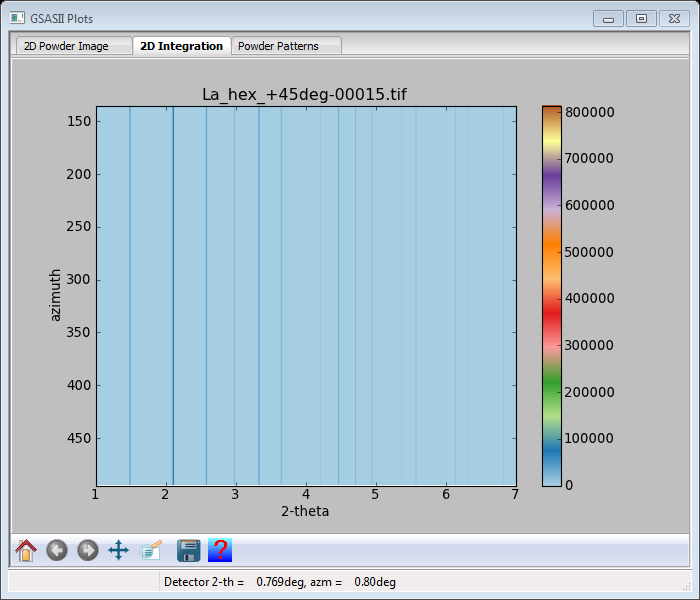 GSASII Plots
2D Powder Image 2D Integration Powder Patterns
La_hex_+45deg-00015.tif
150
200
250
300
350
400
450
azimuth
1 2 3 4 5 6 7
2-theta
800000
700000
600000
500000
400000
300000
200000
100000
0
?
Detector 2-th = 0.769deg, azm = 0.80deg